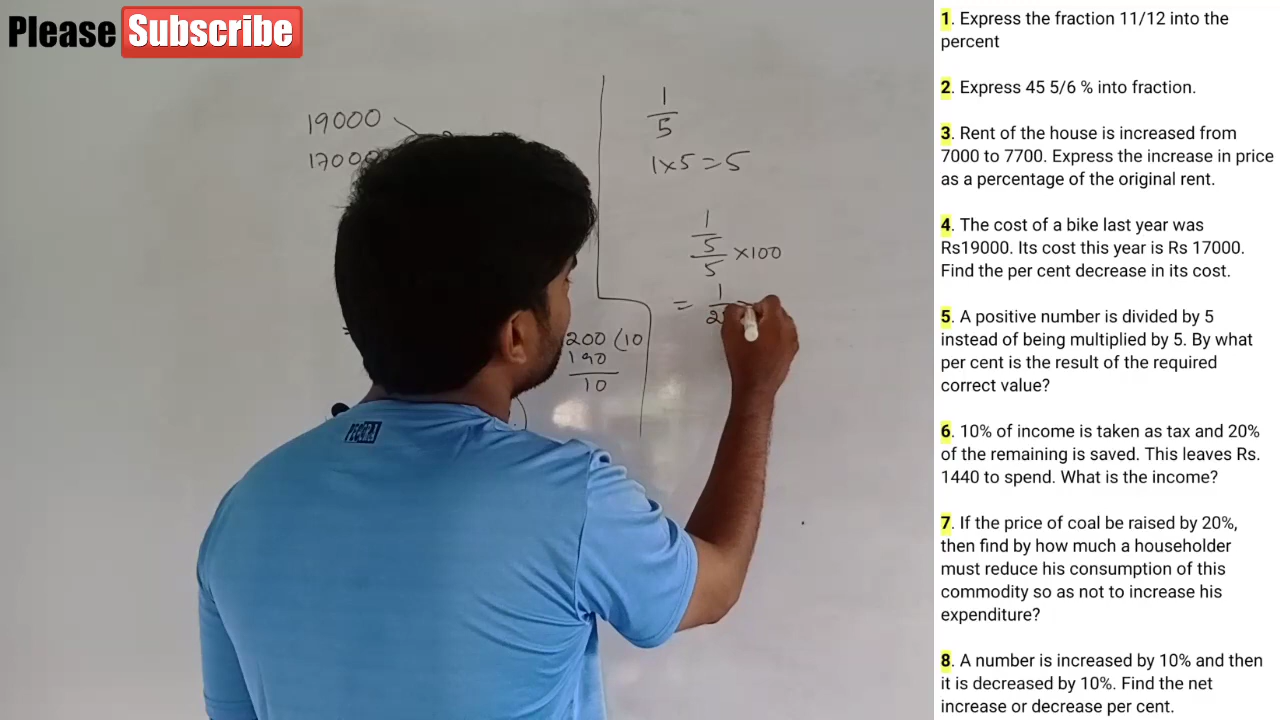 Please Subscribe
19000
17000
200 ( 10
190
10
1
5
1×5=5
1
5
5 ×100
= 1
1. Express the fraction 11/12 into the
percent
2. Express 45 5/6 % into fraction.
3. Rent of the house is increased from
7000 to 7700. Express the increase in price
as a percentage of the original rent.
4. The cost of a bike last year was
Rs19000. Its cost this year is Rs 17000.
Find the per cent decrease in its cost.
5. A positive number is divided by 5
instead of being multiplied by 5. By what
per cent is the result of the required
correct value?
6. 10% of income is taken as tax and 20%
of the remaining is saved. This leaves Rs.
1440 to spend. What is the income?
7. If the price of coal be raised by 20%,
then find by how much a householder
must reduce his consumption of this
commodity so as not to increase his
expenditure?
8. A number is increased by 10% and then
it is decreased by 10%. Find the net
increase or decrease per cent.